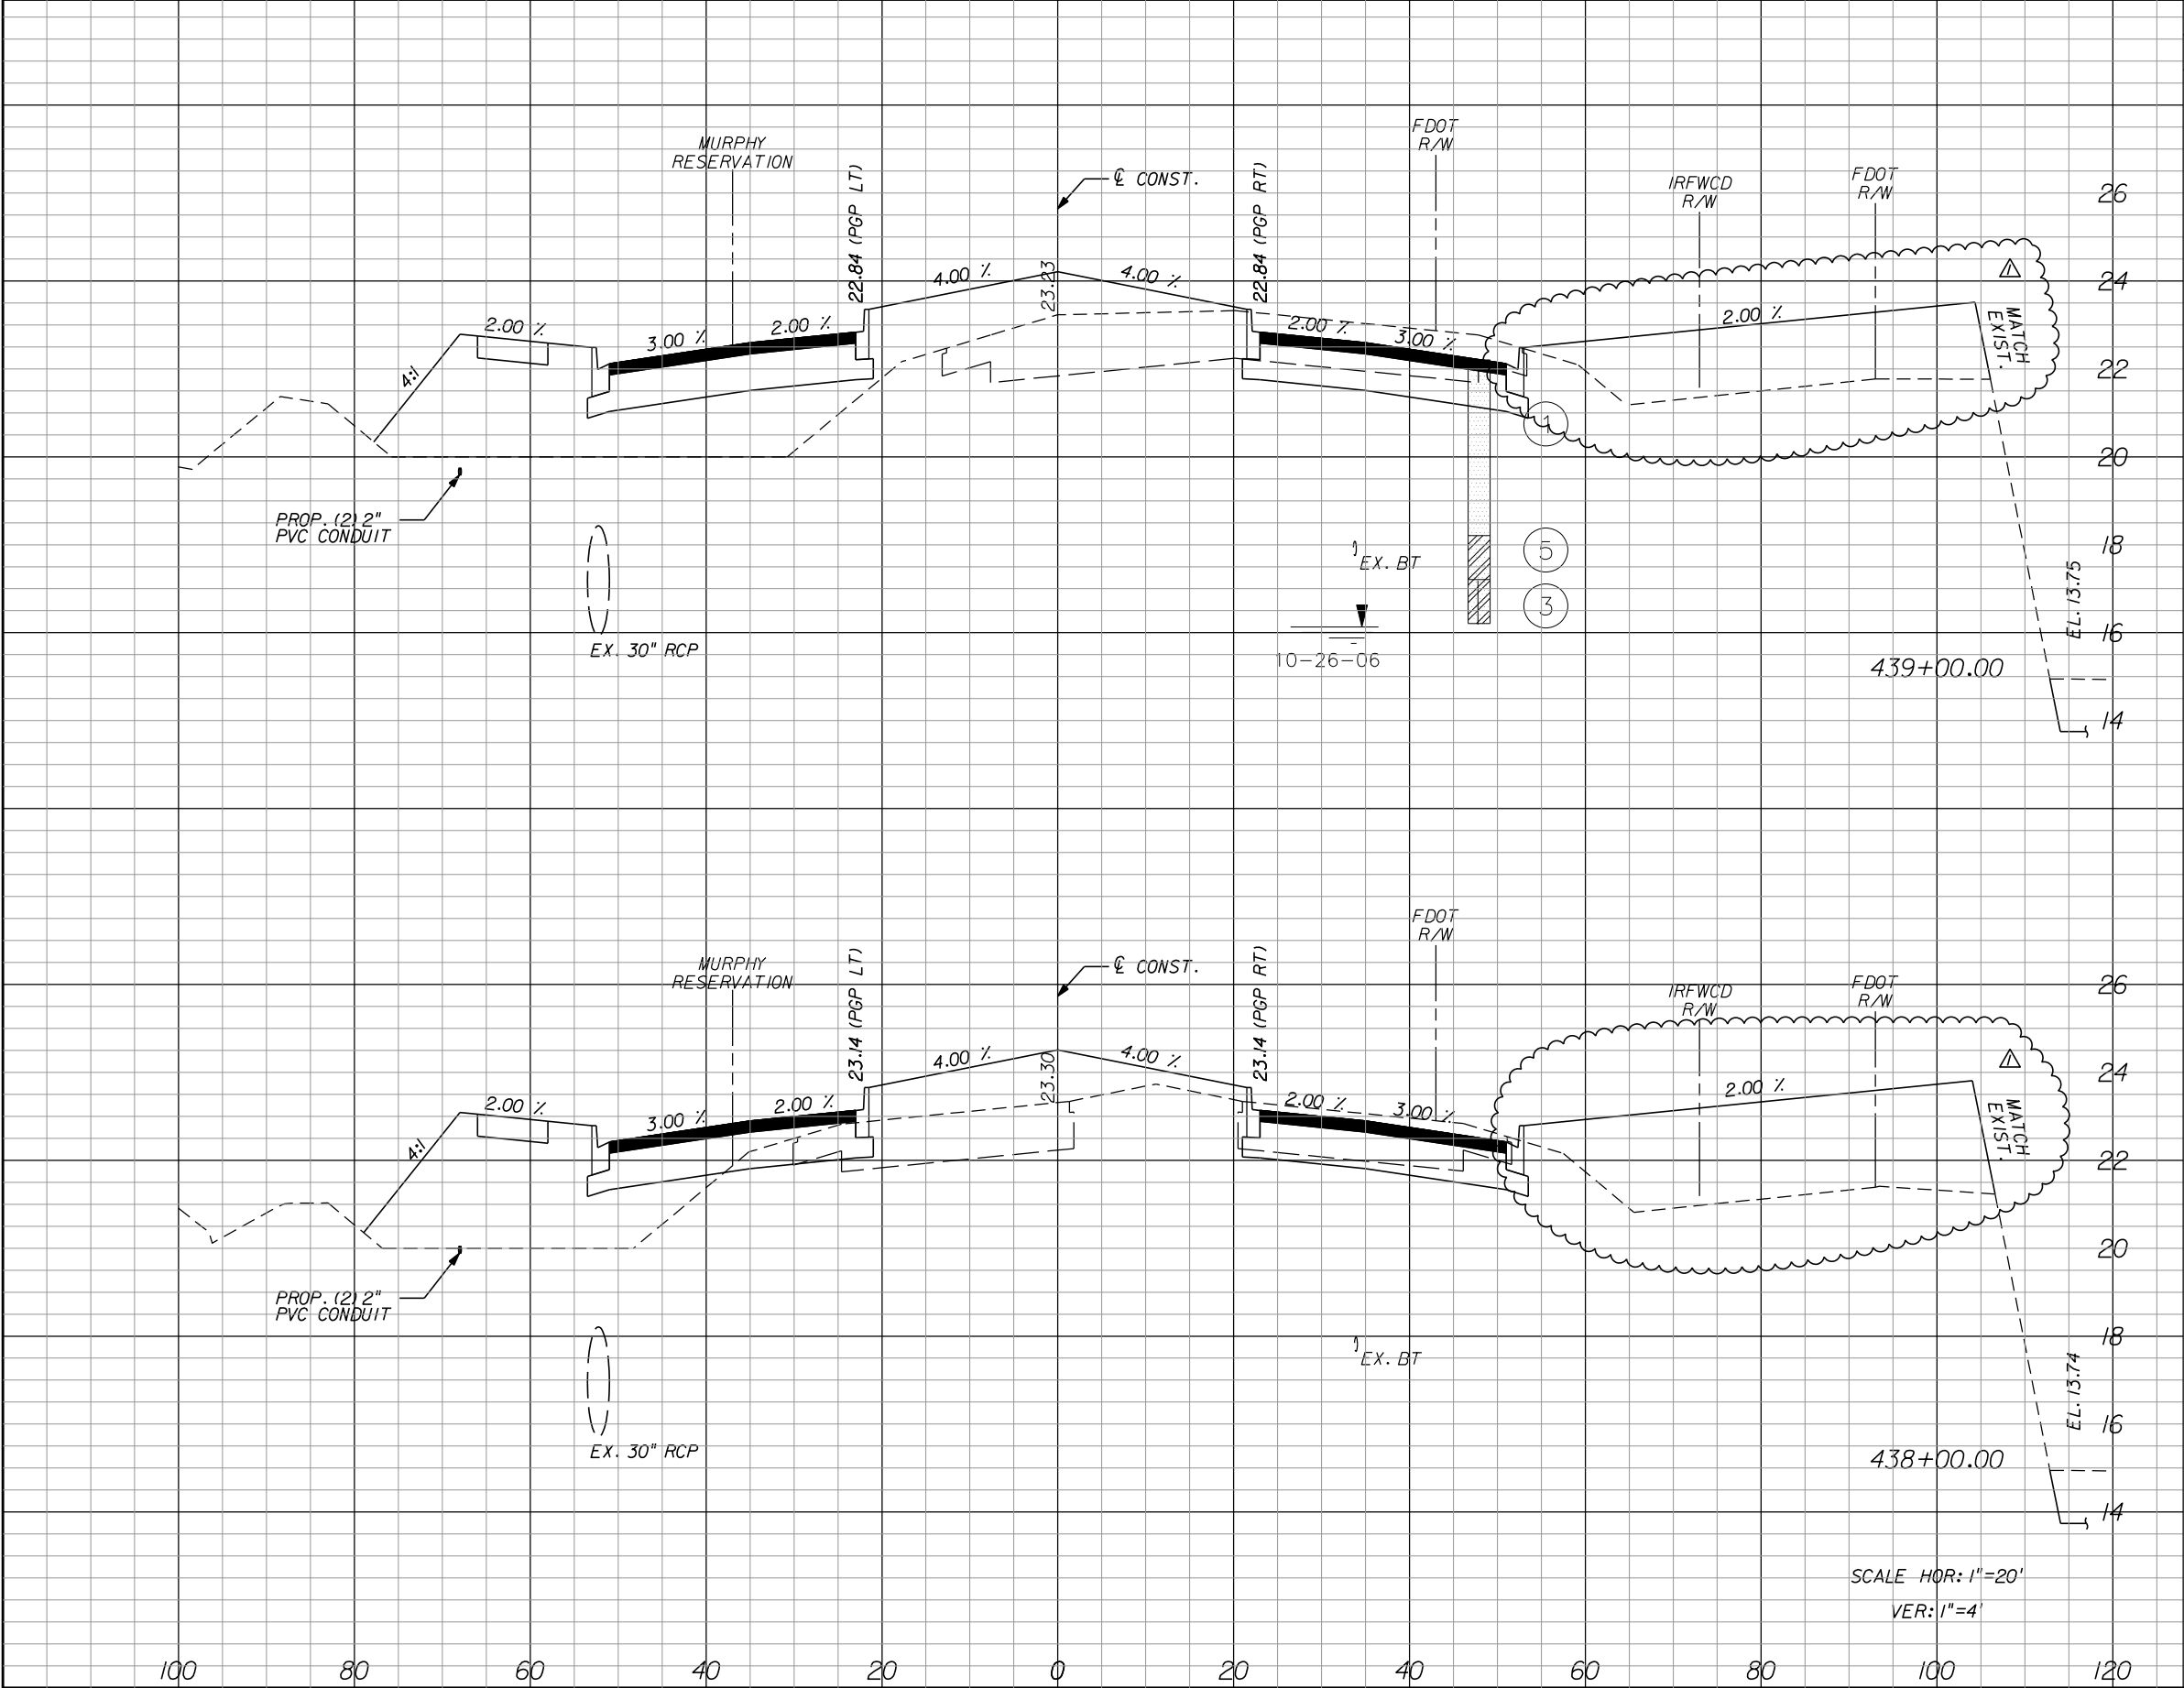 MURPHY
RESERVATION
22.84 (PGP LT)
℄ CONST.
22.84 (PGP RT)
FDOT
R/W
IRFWCD
R/W
FDOT
R/W
26
4.00 %
23.23
4.00 %
24
1
2.00 %
3.00 %
2.00 %
2.00 %
3.00 %
2.00 %
MATCH
EXIST.
4:1
22
1
20
PROP. (2) 2"
PVC CONDUIT
5
18
EX. BT
3
EL. 13.75
16
EX. 30" RCP
10-26-06
439+00.00
14
MURPHY
RESERVATION
23.14 (PGP LT)
℄ CONST.
23.14 (PGP RT)
FDOT
R/W
IRFWCD
R/W
FDOT
R/W
26
4.00 %
23.30
4.00 %
24
1
2.00 %
3.00 %
2.00 %
2.00 %
3.00 %
2.00 %
MATCH
EXIST.
4:1
22
20
PROP. (2) 2"
PVC CONDUIT
18
EX. BT
EL. 13.74
16
EX. 30" RCP
438+00.00
14
SCALE HOR: 1"=20'
VER: 1"=4'
100 80 60 40 20 0 20 40 60 80 100 120